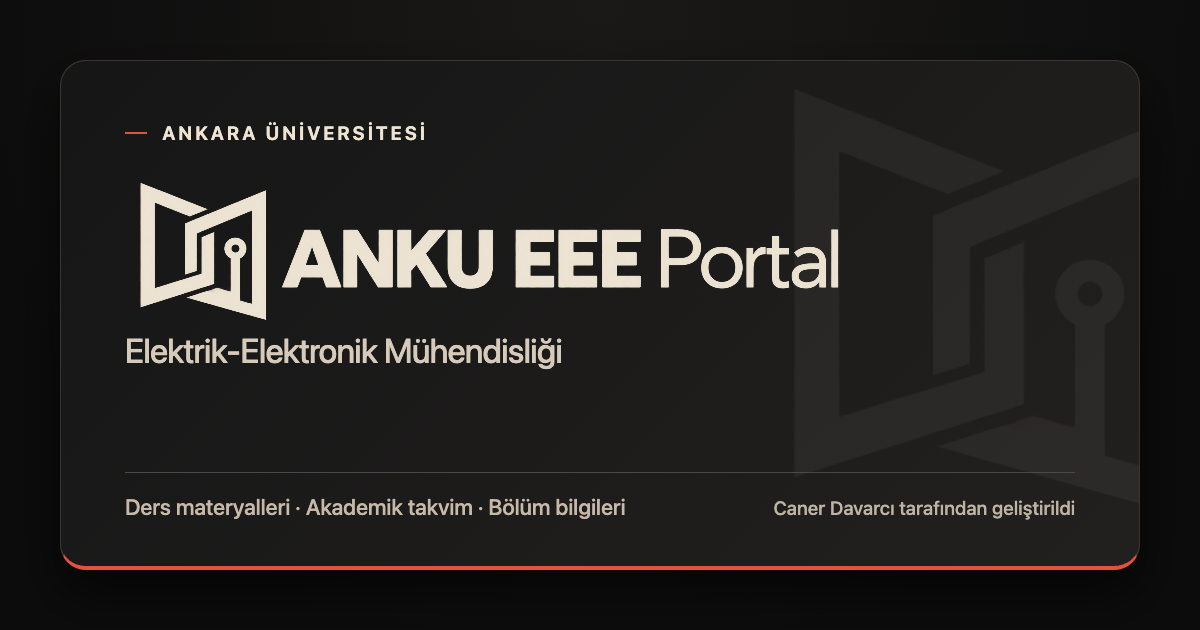 ANKARA ÜNİVERSİTESİ
ANKU EEE Portal
Elektrik-Elektronik Mühendisliği
Ders materyalleri · Akademik takvim · Bölüm bilgileri
Caner Davarcı tarafından geliştirildi